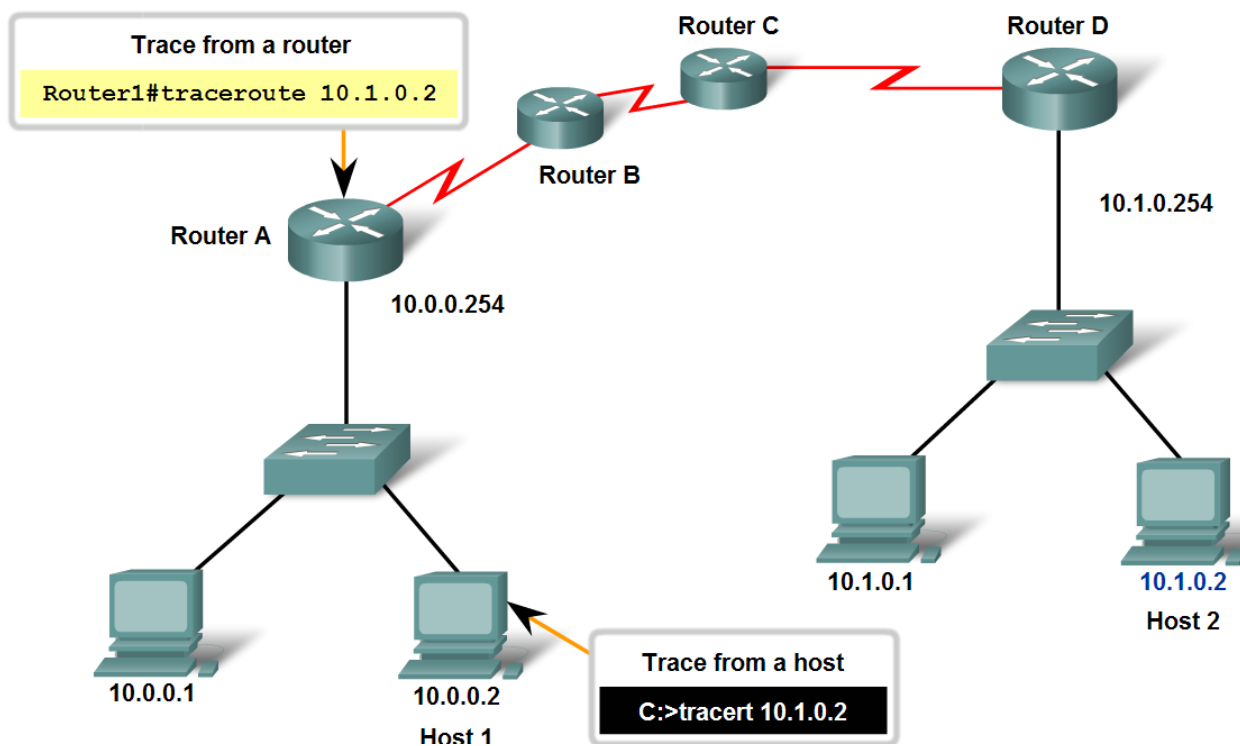 Trace from a router
Router1#traceroute 10.1.0.2
Router C
Router D
Router B
Router A
10.1.0.254
10.0.0.254
10.1.0.1
10.1.0.2
Host 2
10.0.0.1
10.0.0.2
Host 1
Trace from a host
C:>tracert 10.1.0.2